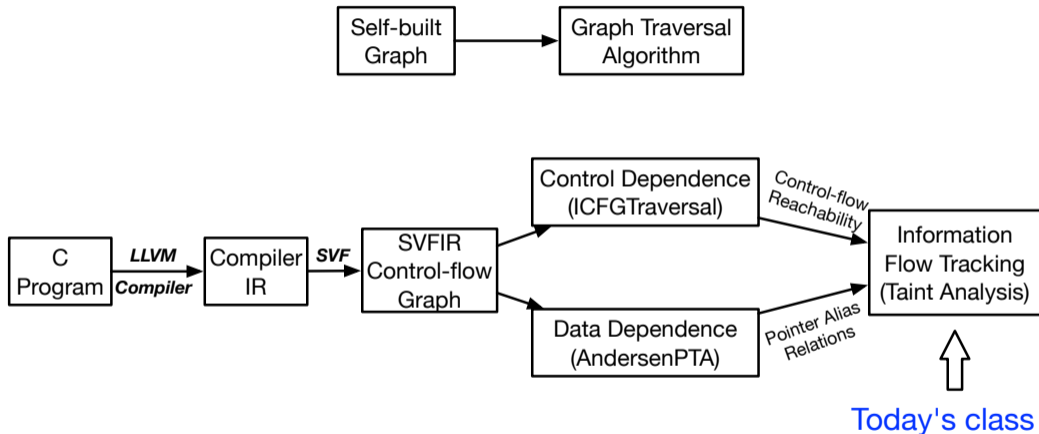 Self-built
Graph
Graph Traversal
Algorithm
C
Program
LLVM
Compiler
Compiler
IR
SVF
SVFIR
Control-flow
Graph
Control Dependence
(ICFGTraversal)
Control-flow
Reachability
Data Dependence
(AndersenPTA)
Pointer Alias
Relations
Information
Flow Tracking
(Taint Analysis)
Today's class